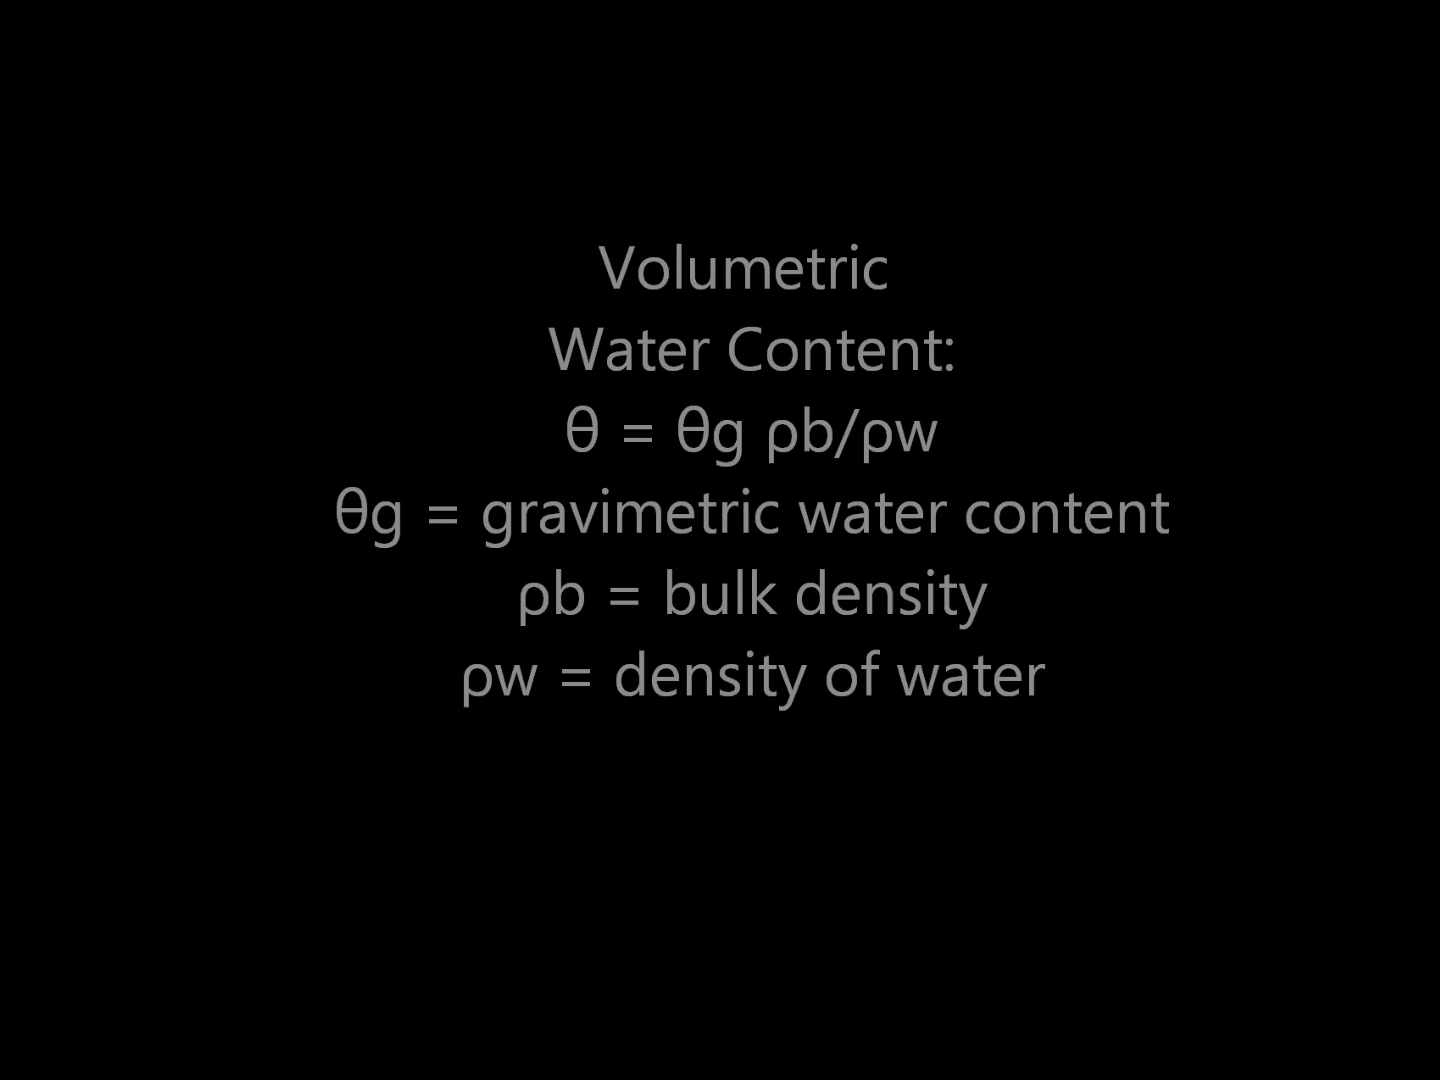 Volumetric
Water Content:
θ = θg ρb/ρw
θg = gravimetric water content
ρb = bulk density
ρw = density of water